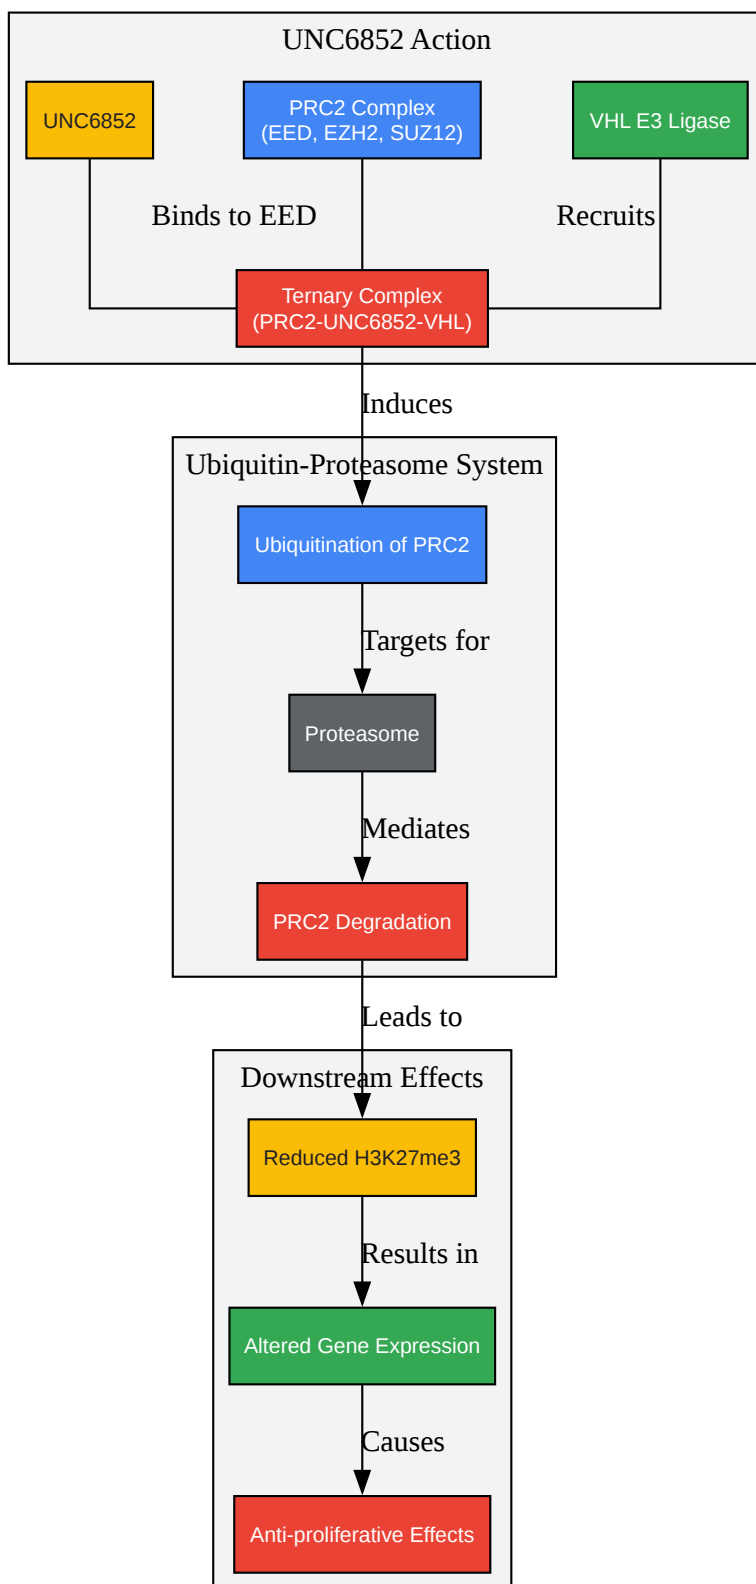 UNC6852 Action
UNC6852
PRC2 Complex
(EED, EZH2, SUZ12)
VHL E3 Ligase
Binds to EED
Recruits
Ternary Complex
(PRC2-UNC6852-VHL)
Induces
Ubiquitin-Proteasome System
Ubiquitination of PRC2
Targets for
Proteasome
Mediates
PRC2 Degradation
Leads to
Downstream Effects
Reduced H3K27me3
Results in
Altered Gene Expression
Causes
Anti-proliferative Effects